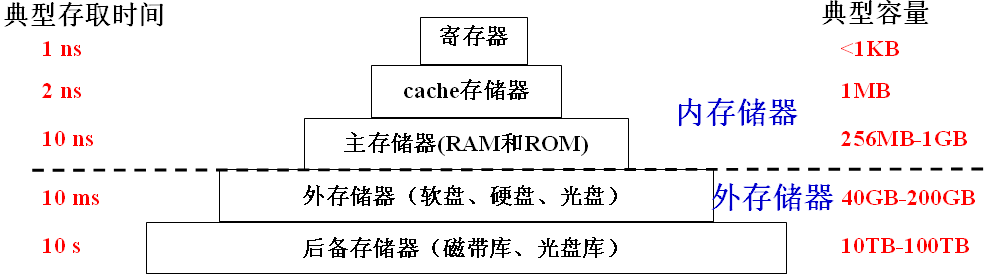 典型存取时间 典型容量
1 ns 寄存器 <1KB
2 ns cache存储器 1MB
内存储器
10 ns 主存储器(RAM和ROM) 256MB-1GB
10 ms 外存储器（软盘、硬盘、光盘） 外存储器 40GB-200GB
10 s 后备存储器（磁带库、光盘库） 10TB-100TB